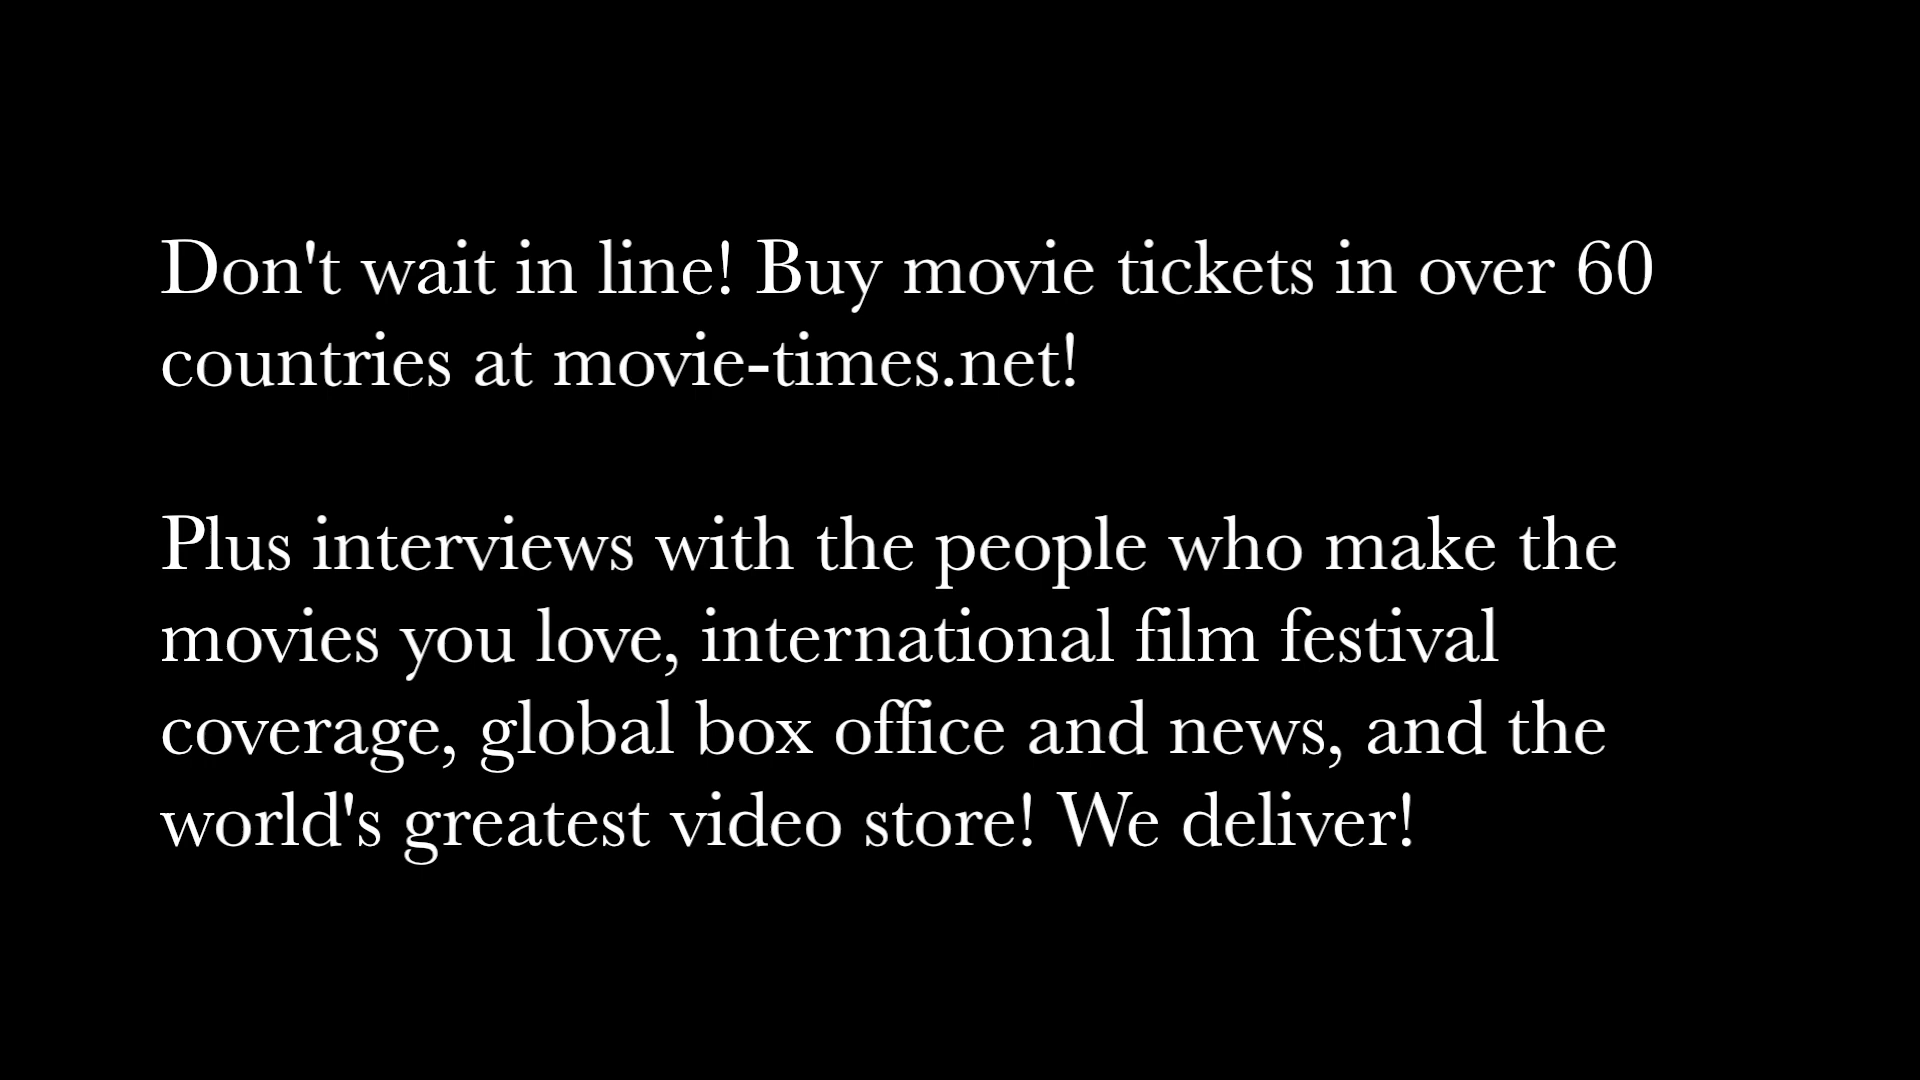 Don't wait in line! Buy movie tickets in over 60
countries at movie-times.net!
Plus interviews with the people who make the
movies you love, international film festival
coverage, global box office and news, and the
world's greatest video store! We deliver!